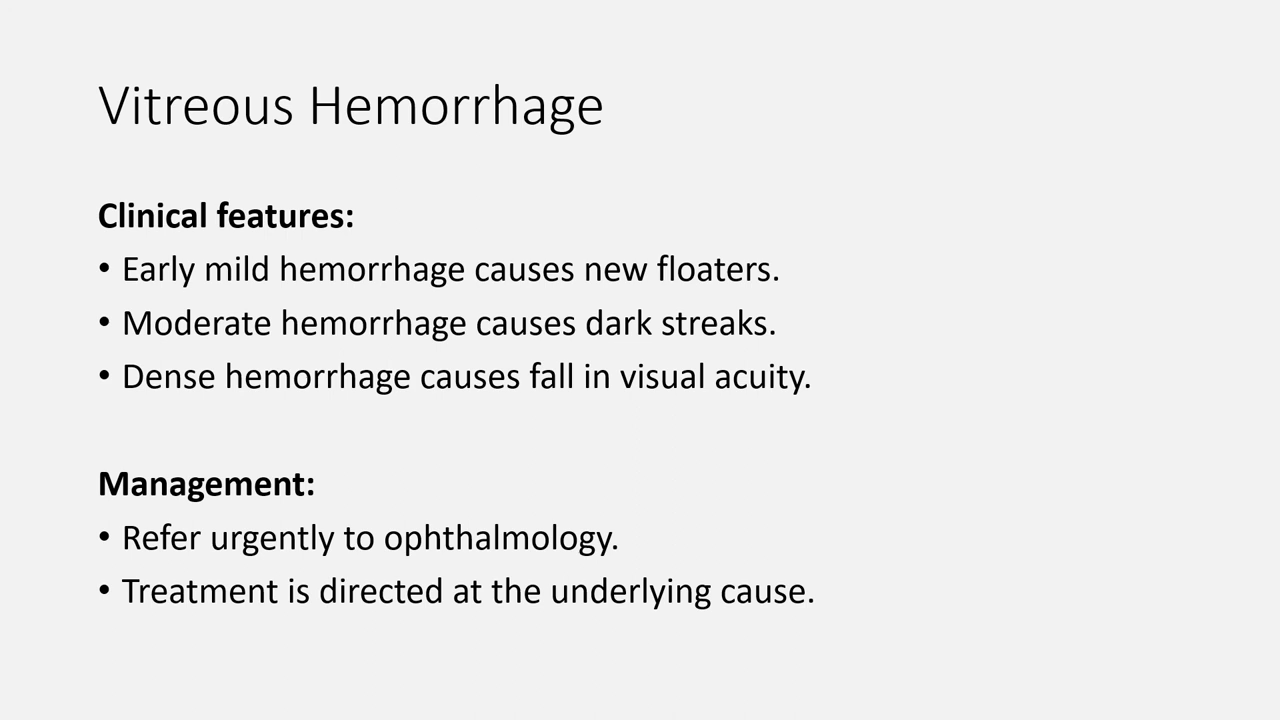 Vitreous Hemorrhage
Clinical features:
• Early mild hemorrhage causes new floaters.
• Moderate hemorrhage causes dark streaks.
• Dense hemorrhage causes fall in visual acuity.
Management:
• Refer urgently to ophthalmology.
• Treatment is directed at the underlying cause.